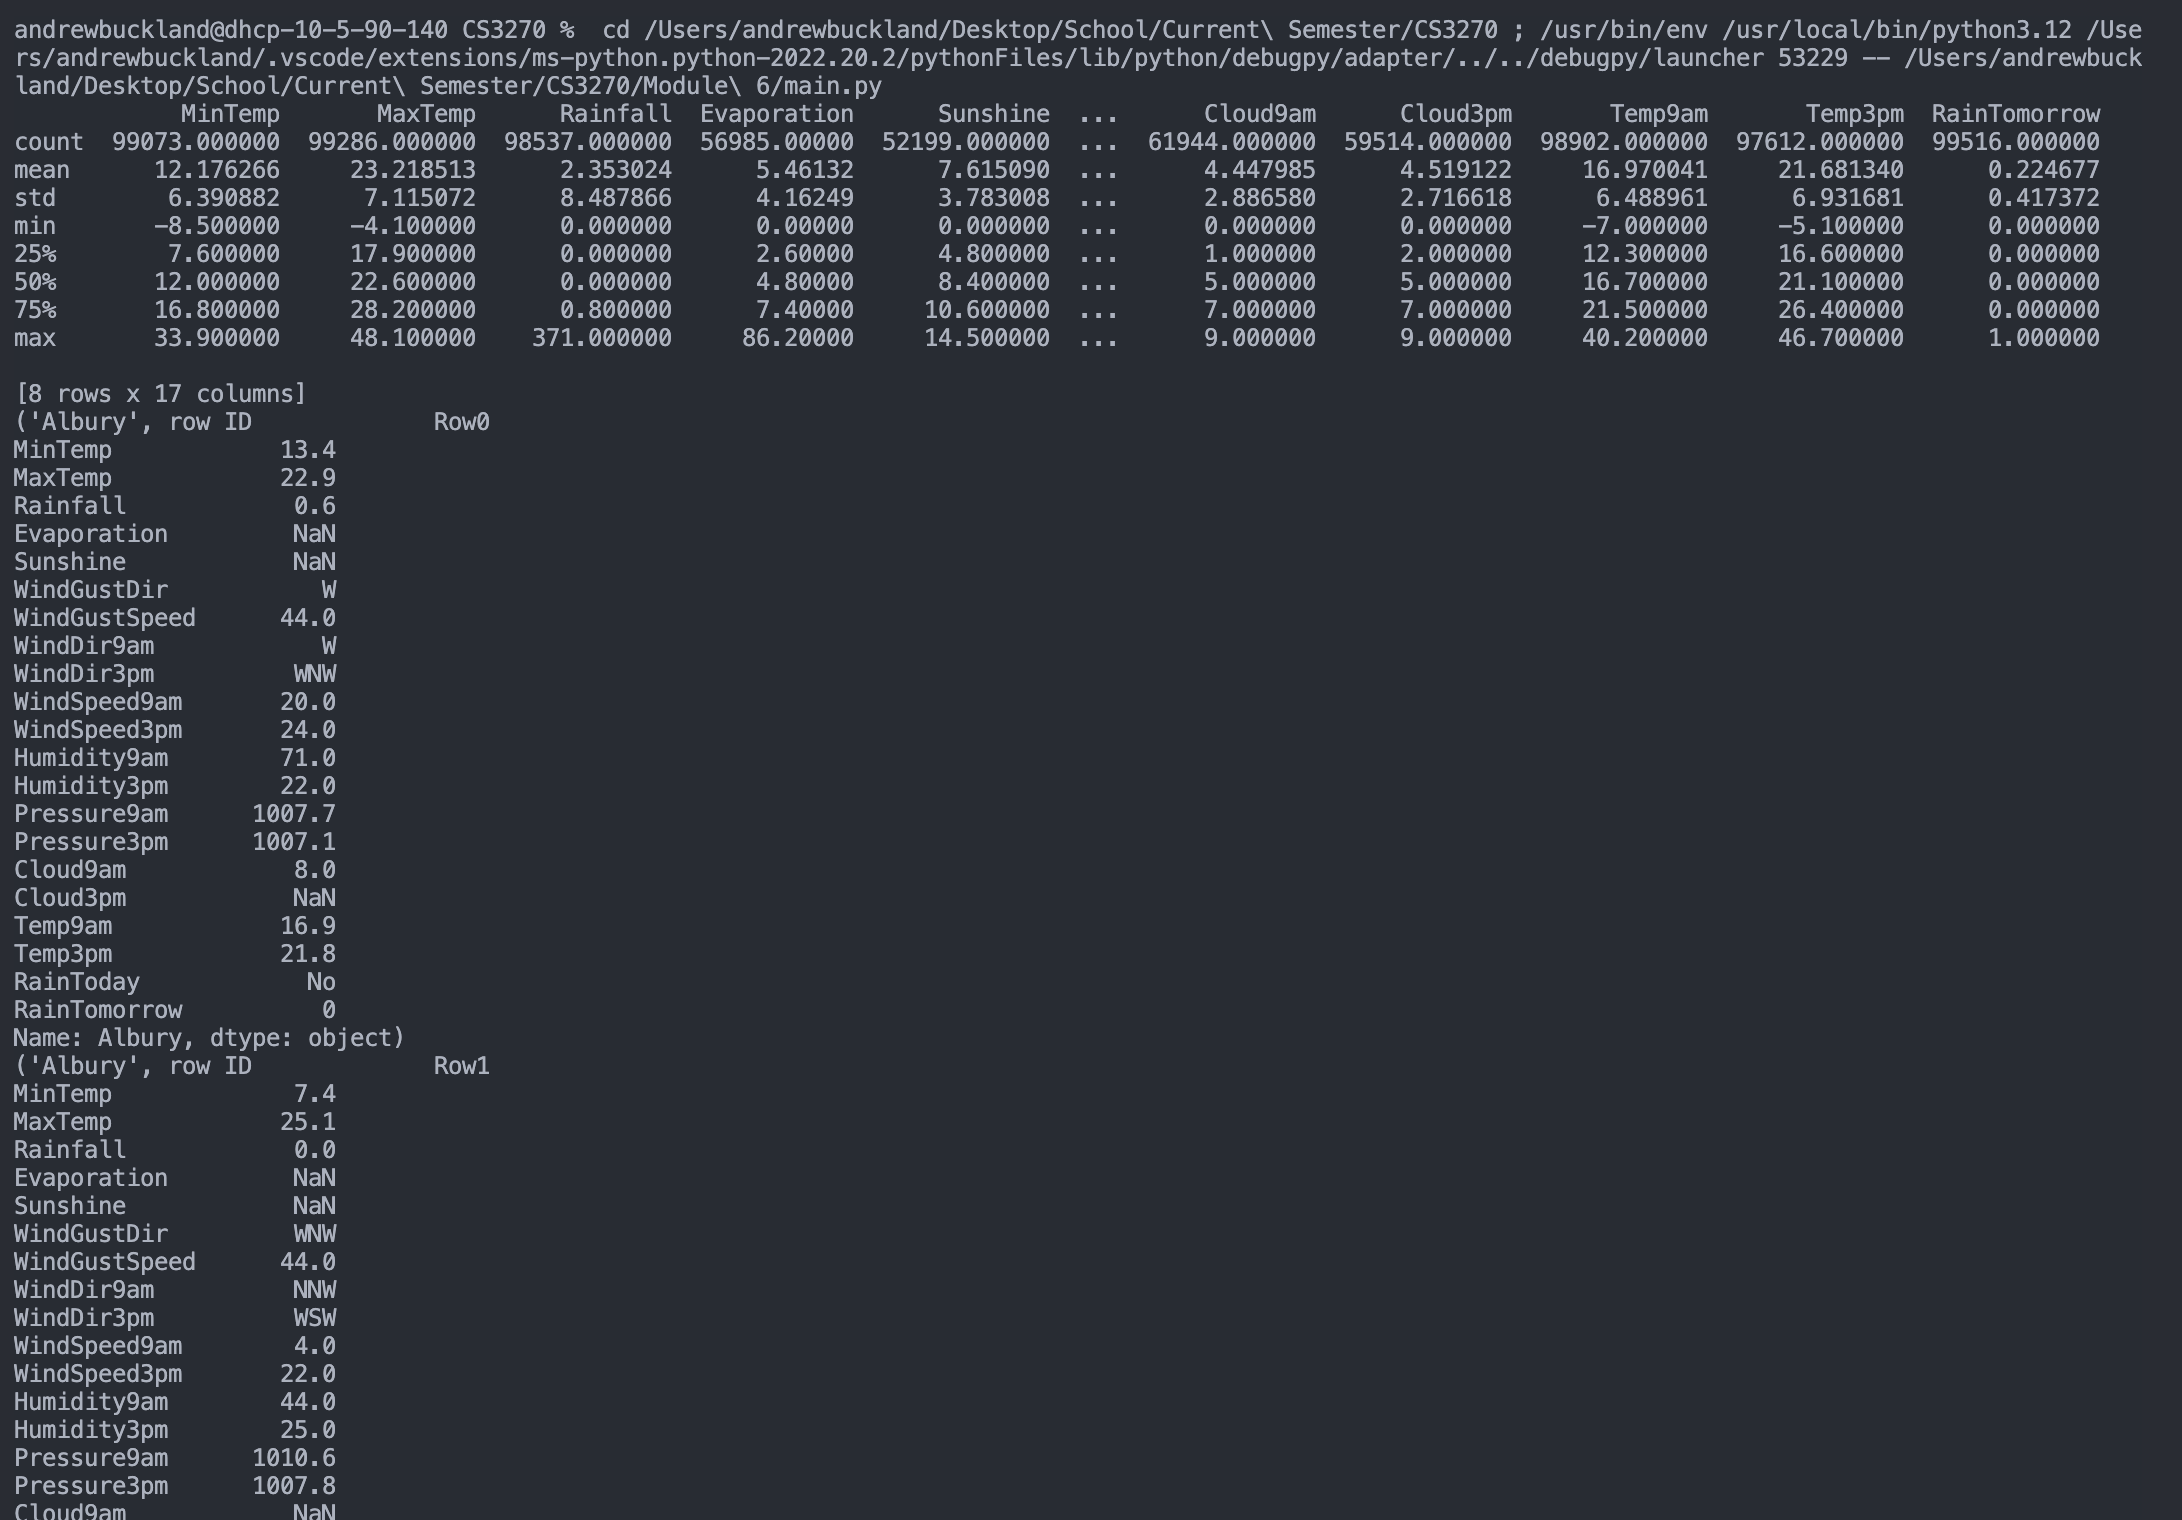 andrewbuckland@dhcp-10-5-90-140 CS3270 %  cd /Users/andrewbuckland/Desktop/School/Current\ Semester/CS3270 ; /usr/bin/env /usr/local/bin/python3.12 /Use
rs/andrewbuckland/.vscode/extensions/ms-python.python-2022.20.2/pythonFiles/lib/python/debugpy/adapter/../../debugpy/launcher 53229 -- /Users/andrewbuck
land/Desktop/School/Current\ Semester/CS3270/Module\ 6/main.py
            MinTemp       MaxTemp      Rainfall  Evaporation      Sunshine  ...      Cloud9am      Cloud3pm       Temp9am       Temp3pm  RainTomorrow
count  99073.000000  99286.000000  98537.000000  56985.00000  52199.000000  ...  61944.000000  59514.000000  98902.000000  97612.000000  99516.000000
mean      12.176266     23.218513      2.353024      5.46132      7.615090  ...      4.447985      4.519122     16.970041     21.681340      0.224677
std        6.390882      7.115072      8.487866      4.16249      3.783008  ...      2.886580      2.716618      6.488961      6.931681      0.417372
min       -8.500000     -4.100000      0.000000      0.00000      0.000000  ...      0.000000      0.000000     -7.000000     -5.100000      0.000000
25%        7.600000     17.900000      0.000000      2.60000      4.800000  ...      1.000000      2.000000     12.300000     16.600000      0.000000
50%       12.000000     22.600000      0.000000      4.80000      8.400000  ...      5.000000      5.000000     16.700000     21.100000      0.000000
75%       16.800000     28.200000      0.800000      7.40000     10.600000  ...      7.000000      7.000000     21.500000     26.400000      0.000000
max       33.900000     48.100000    371.000000     86.20000     14.500000  ...      9.000000      9.000000     40.200000     46.700000      1.000000

[8 rows x 17 columns]
('Albury', row ID             Row0
MinTemp            13.4
MaxTemp            22.9
Rainfall            0.6
Evaporation         NaN
Sunshine            NaN
WindGustDir           W
WindGustSpeed      44.0
WindDir9am            W
WindDir3pm          WNW
WindSpeed9am       20.0
WindSpeed3pm       24.0
Humidity9am        71.0
Humidity3pm        22.0
Pressure9am      1007.7
Pressure3pm      1007.1
Cloud9am            8.0
Cloud3pm            NaN
Temp9am            16.9
Temp3pm            21.8
RainToday            No
RainTomorrow          0
Name: Albury, dtype: object)
('Albury', row ID             Row1
MinTemp             7.4
MaxTemp            25.1
Rainfall            0.0
Evaporation         NaN
Sunshine            NaN
WindGustDir         WNW
WindGustSpeed      44.0
WindDir9am          NNW
WindDir3pm          WSW
WindSpeed9am        4.0
WindSpeed3pm       22.0
Humidity9am        44.0
Humidity3pm        25.0
Pressure9am      1010.6
Pressure3pm      1007.8
Cloud9am            NaN